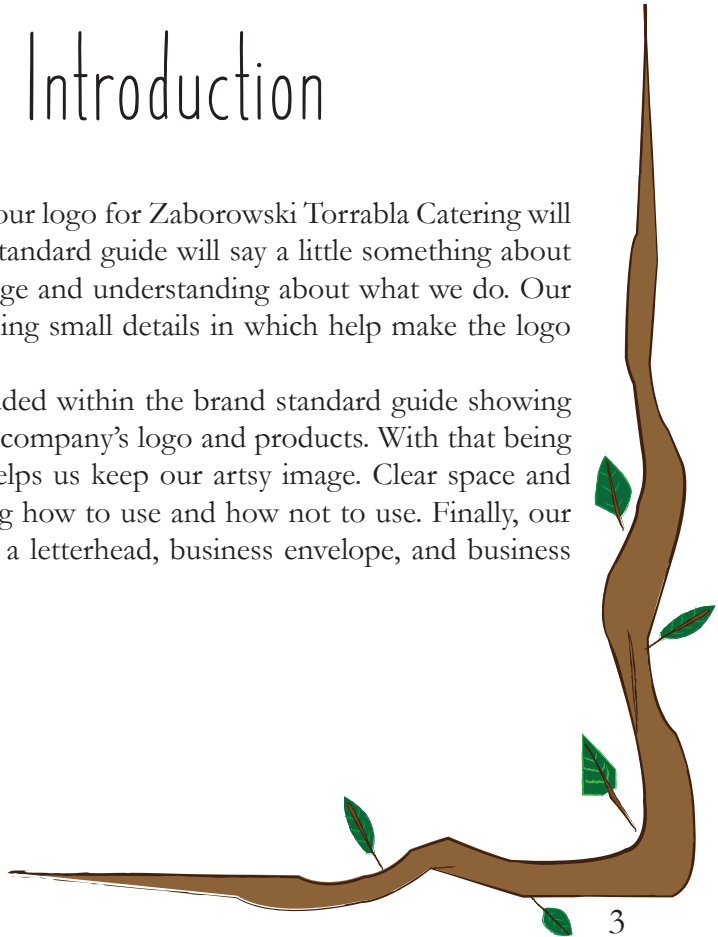 Introduction
our logo for Zaborowski Torrabla Catering will
tandard guide will say a little something about
ge and understanding about what we do. Our
ing small details in which help make the logo
ded within the brand standard guide showing
company's logo and products. With that being
elps us keep our artsy image. Clear space and
g how to use and how not to use. Finally, our
a letterhead, business envelope, and business
3